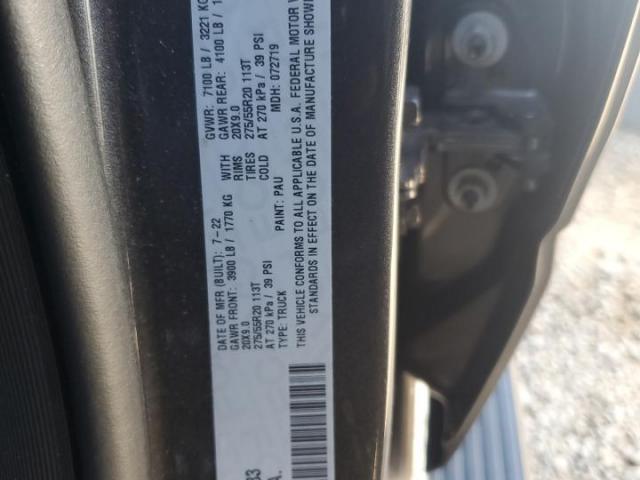 DATE OF MFR (BUILT): 7-22 GVWR: 7100 LB / 3221 KG
GAWR FRONT: 3900 LB / 1770 KG WITH GAWR REAR: 4100 LB /
20X9.0 RIMS 20X9.0
275/55R20 113T TIRES 275/55R20 113T
AT 270 kPa / 39 PSI COLD AT 270 kPa / 39 PSI
TYPE: TRUCK PAINT: PAU MDH: 072719
THIS VEHICLE CONFORMS TO ALL APPLICABLE U.S.A. FEDERAL MOTOR
STANDARDS IN EFFECT ON THE DATE OF MANUFACTURE SHOWN
83
A.